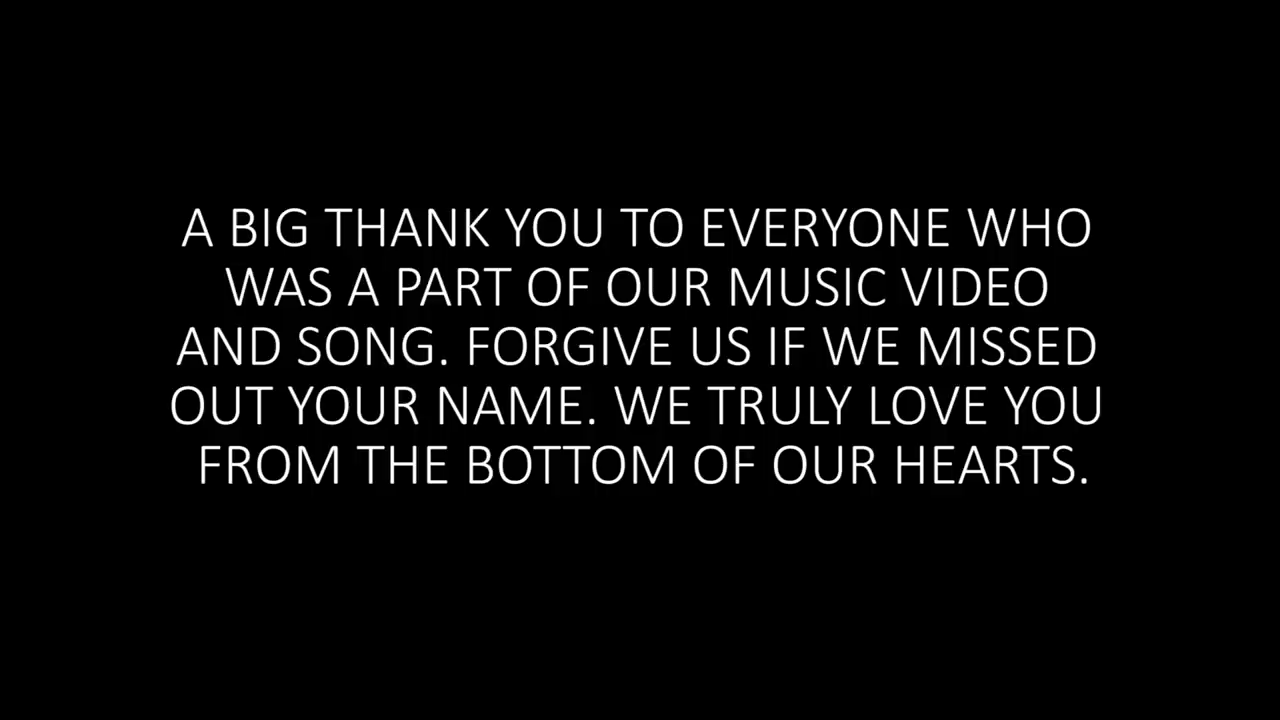 A BIG THANK YOU TO EVERYONE WHO
WAS A PART OF OUR MUSIC VIDEO
AND SONG. FORGIVE US IF WE MISSED
OUT YOUR NAME. WE TRULY LOVE YOU
FROM THE BOTTOM OF OUR HEARTS.